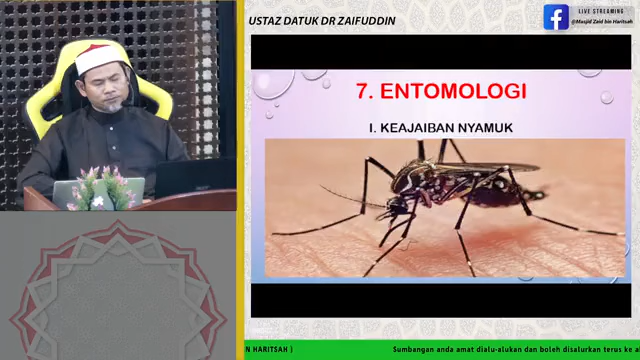 USTAZ DATUK DR ZAIFUDDIN
LIVE STREAMING
@Masjid Zaid bin Haritsah
7. ENTOMOLOGI
I. KEAJAIBAN NYAMUK
N HARITSAH )
Sumbangan anda amat dialu-alukan dan boleh disalurkan terus ke a